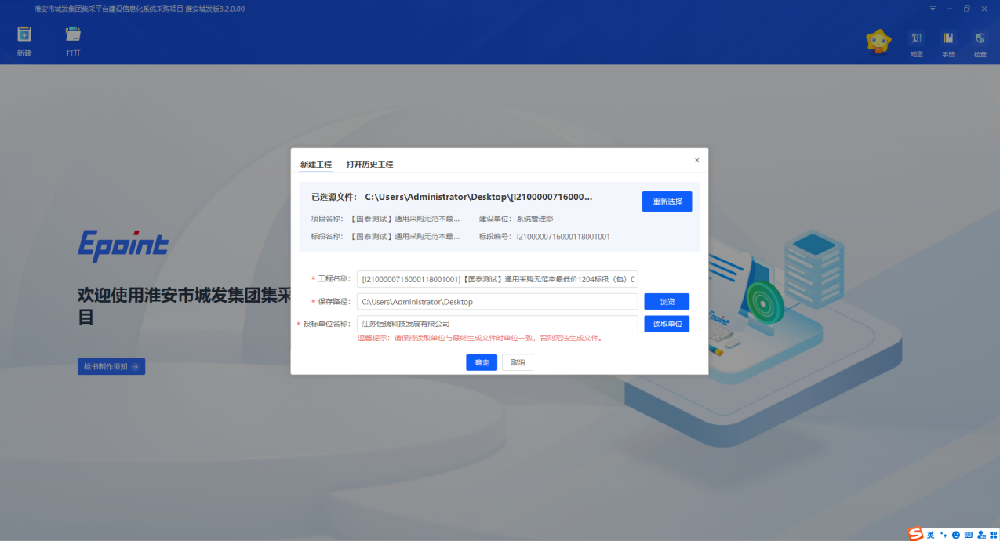 淮安市城发集团集采平台建设信息化系统采购项目 淮安城发版8.2.0.00
新建
打开
知!
知道
手册
检查
新建工程
打开历史工程
已选源文件： C:\Users\Administrator\Desktop\[I2100000716000...
重新选择
项目名称： 【国泰测试】通用采购无范本最...
建设单位： 系统管理部
标段名称： 【国泰测试】通用采购无范本最...
标段编号： I2100000716000118001001
* 工程名称： [I2100000716000118001001]【国泰测试】通用采购无范本最低价1204标段（包）0
* 保存路径： C:\Users\Administrator\Desktop
浏览
* 投标单位名称： 江苏恒瑞科技发展有限公司
读取单位
温馨提示：请保持读取单位与最终生成文件时单位一致，否则无法生成文件。
确定
取消
Epoint
欢迎使用淮安市城发集团集采
目
标书制作须知
Epoint
英